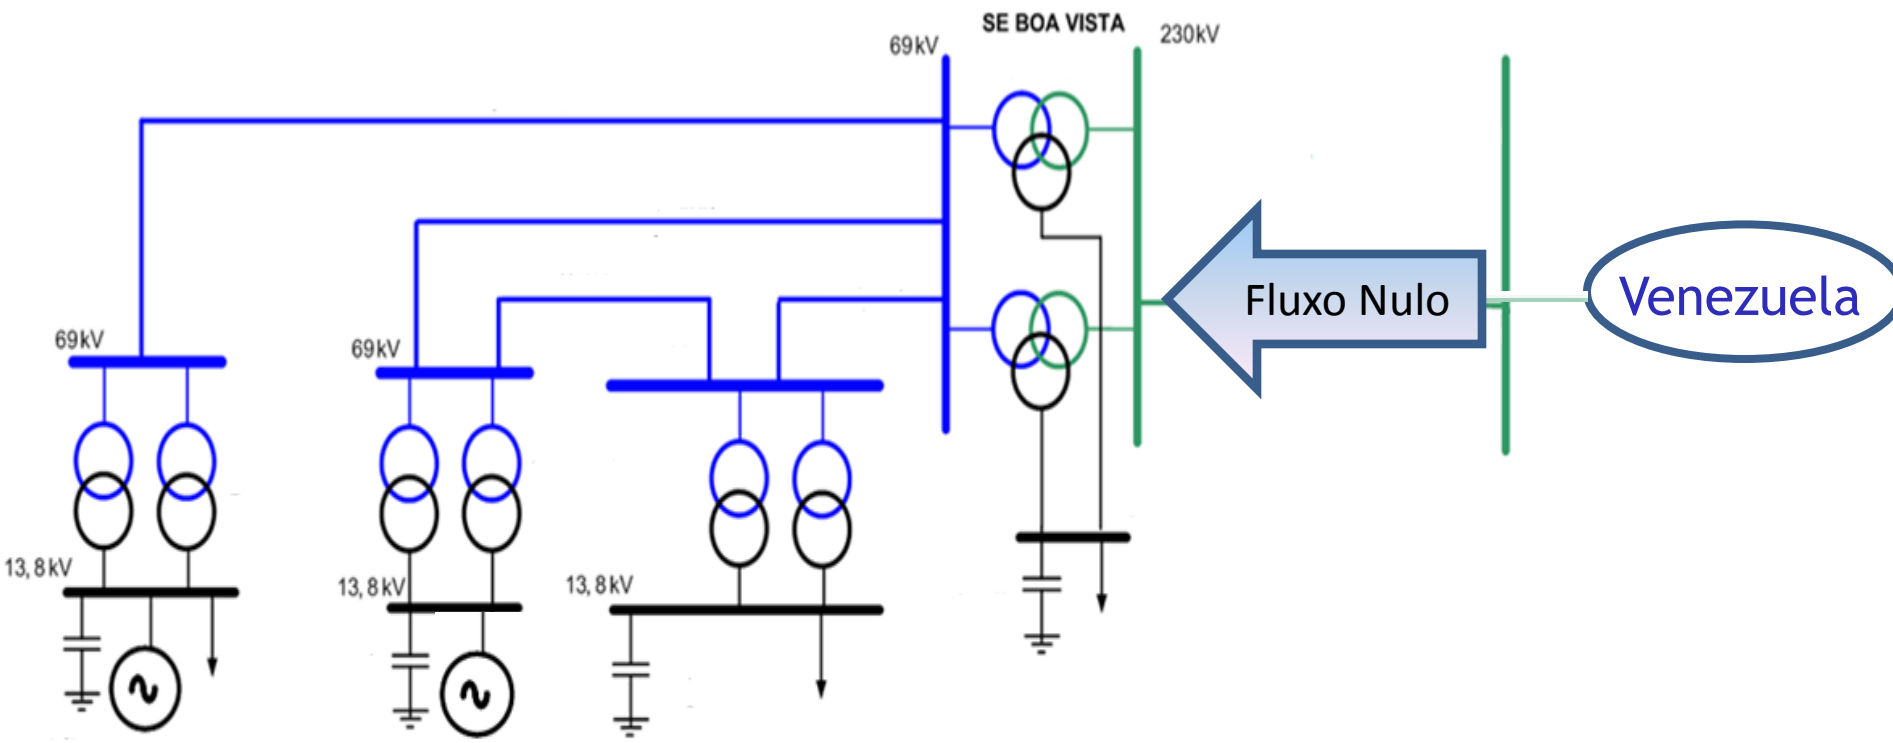 SE BOA VISTA
69kV
230kV
Fluxo Nulo
Venezuela
69kV
69kV
13,8kV
13,8kV
13,8kV